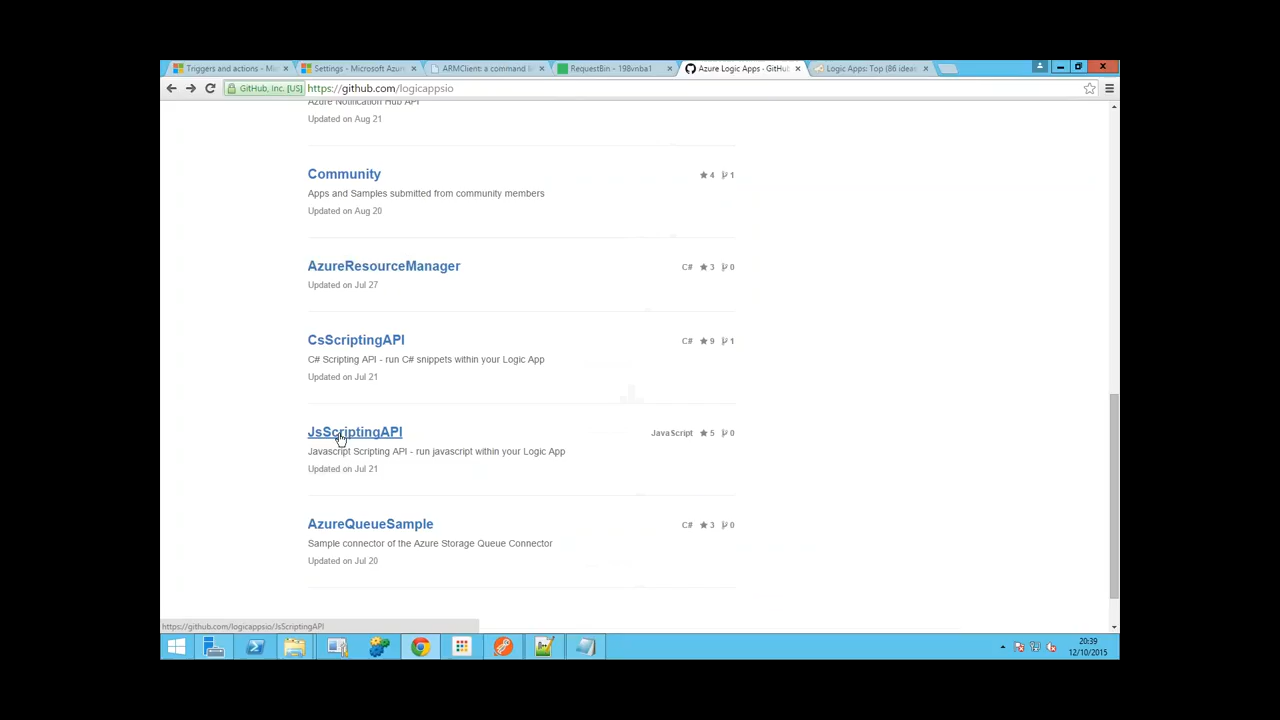 Triggers and actions - Mi
Settings - Microsoft Azur
ARMClient: a command li
RequestBin - 198vnba1
Azure Logic Apps - GitHub
Logic Apps: Top (86 ideas
GitHub, Inc. [US]
https://github.com/logicappsio
Azure Notification Hub API
Updated on Aug 21
Community
4
1
Apps and Samples submitted from community members
Updated on Aug 20
AzureResourceManager
C#
3
0
Updated on Jul 27
CsScriptingAPI
C#
9
1
C# Scripting API - run C# snippets within your Logic App
Updated on Jul 21
JsScriptingAPI
JavaScript
5
0
Javascript Scripting API - run javascript within your Logic App
Updated on Jul 21
AzureQueueSample
C#
3
0
Sample connector of the Azure Storage Queue Connector
Updated on Jul 20
https://github.com/logicappsio/JsScriptingAPI
20:39
12/10/2015